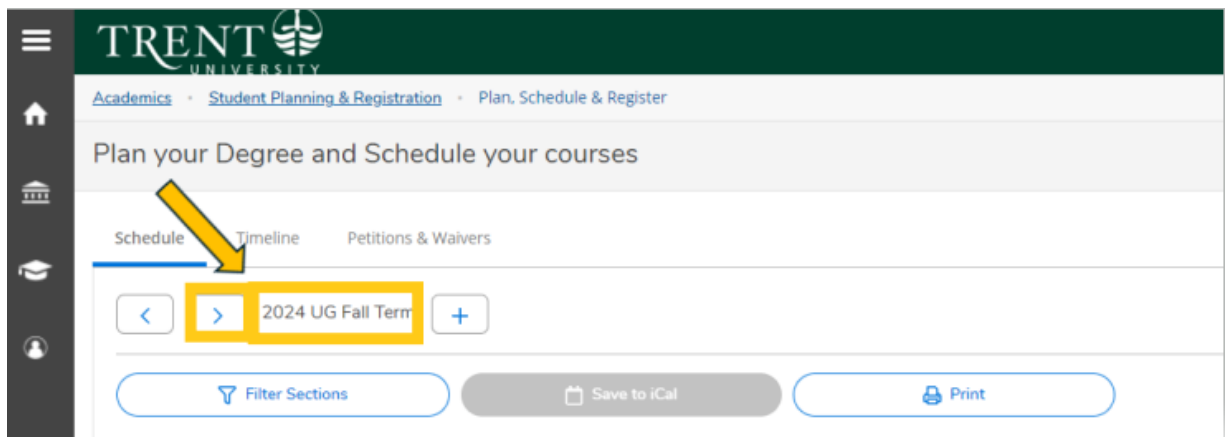 TRENT
UNIVERSITY
Academics · Student Planning & Registration · Plan, Schedule & Register
Plan your Degree and Schedule your courses
Schedule Timeline Petitions & Waivers
< > 2024 UG Fall Term +
Filter Sections Save to iCal Print